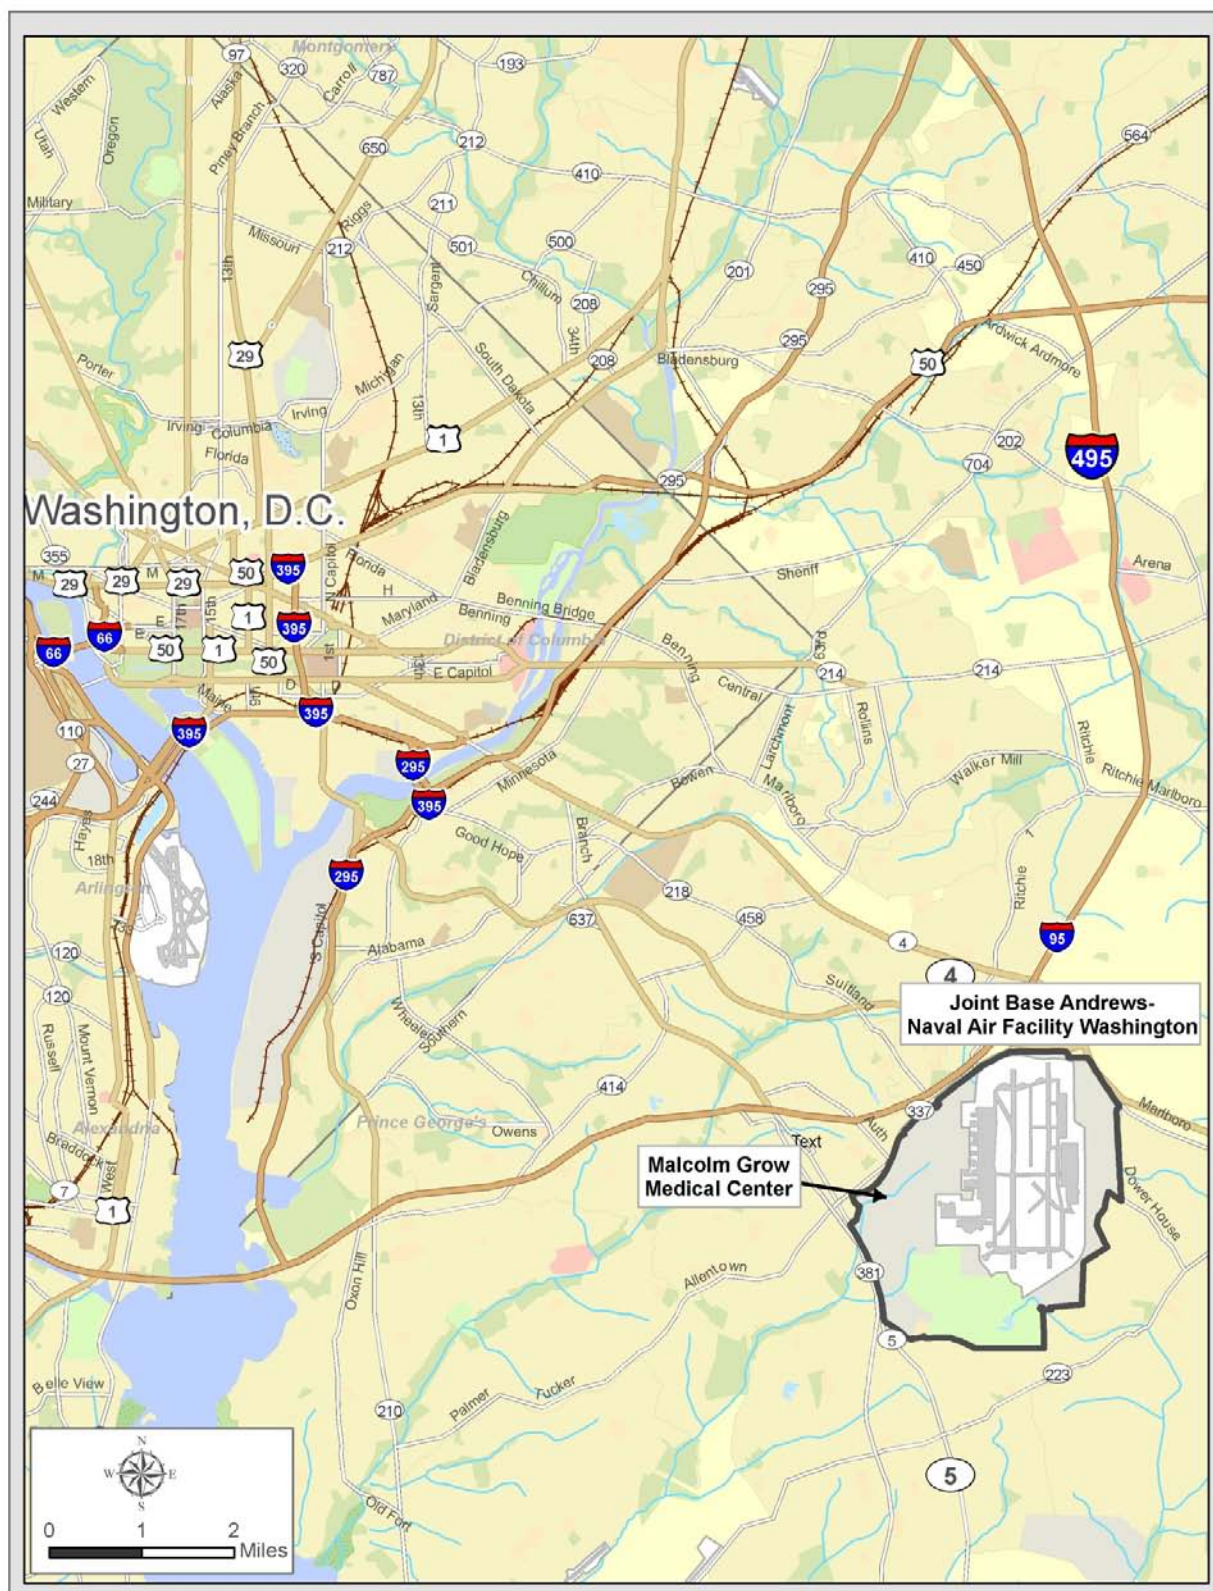 Montgomery
97
320
Carroll
787
193
Western
Alaska
Utah
Oregon
Piney Branch
650
212
564
410
Military
Riggs
211
Missouri
212
501
500
410
450
13th
Sargent
Chillum
201
295
208
34th
29
295
Ardwick Ardmore
Porter
Michigan
South Dakota
208
Bladensburg
50
Irving
13th
Irving
Columbia
1
Florida
202
704
495
295
Washington, D.C.
Bladensburg
355
50
395
Florida
N Capitol
Sheriff
Arena
M
29
29
M
29
H
17th
15th
1
395
Maryland
Benning
Benning Bridge
E
66
66
50
1
50
1st
District of Columbia
13th
E Capitol
Benning
63rd
214
214
D
D
Maine
9th
Central
395
395
Larchmont
Rollins
110
27
295
Minnesota
Ritchie
244
395
Bowen
Marlboro
Walker Mill
Ritchie Marlboro
Hayes
Good Hope
Branch
1
18th
Arlington
295
218
Ritchie
233
S Capitol
637
458
95
120
Alabama
4
4
120
Suitland
Joint Base Andrews-
Naval Air Facility Washington
Russell
Mount Vernon
Wheeler
Southern
414
337
Prince George's
Owens
Auth
Marlboro
Alexandria
Text
Braddock
West
Malcolm Grow
Medical Center
7
1
Dower House
Oxon Hill
Allentown
381
5
223
Belle View
Palmer
Tucker
210
N
W
E
S
5
Old Fort
0
1
2
Miles